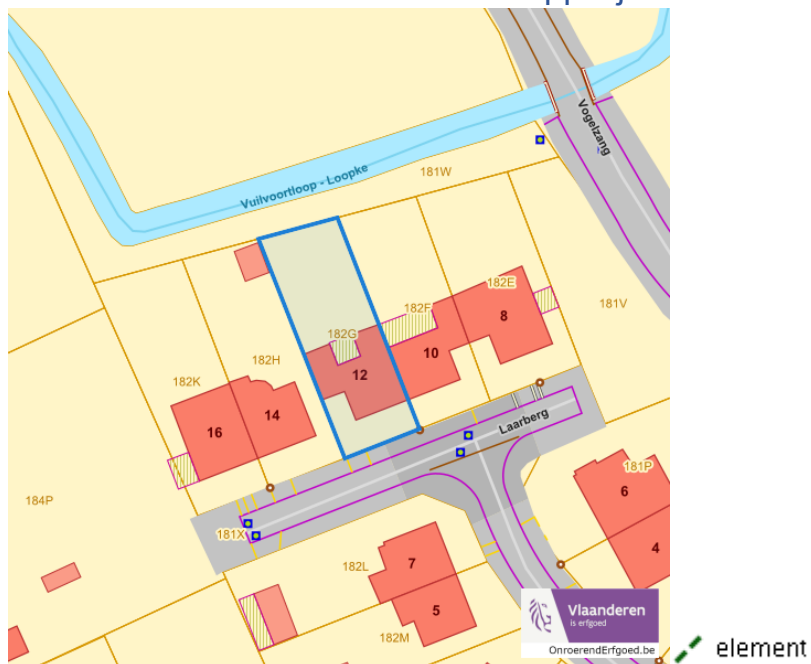 Vogelzang
Vuilvoortloop - Loopke
181W
182E
181V
182F
8
182G
10
182H
12
182K
14
16
Laarberg
181P
6
184P
181X
4
7
182L
5
182M
Vlaanderen
is erfgoed
OnroerendErfgoed.be
element